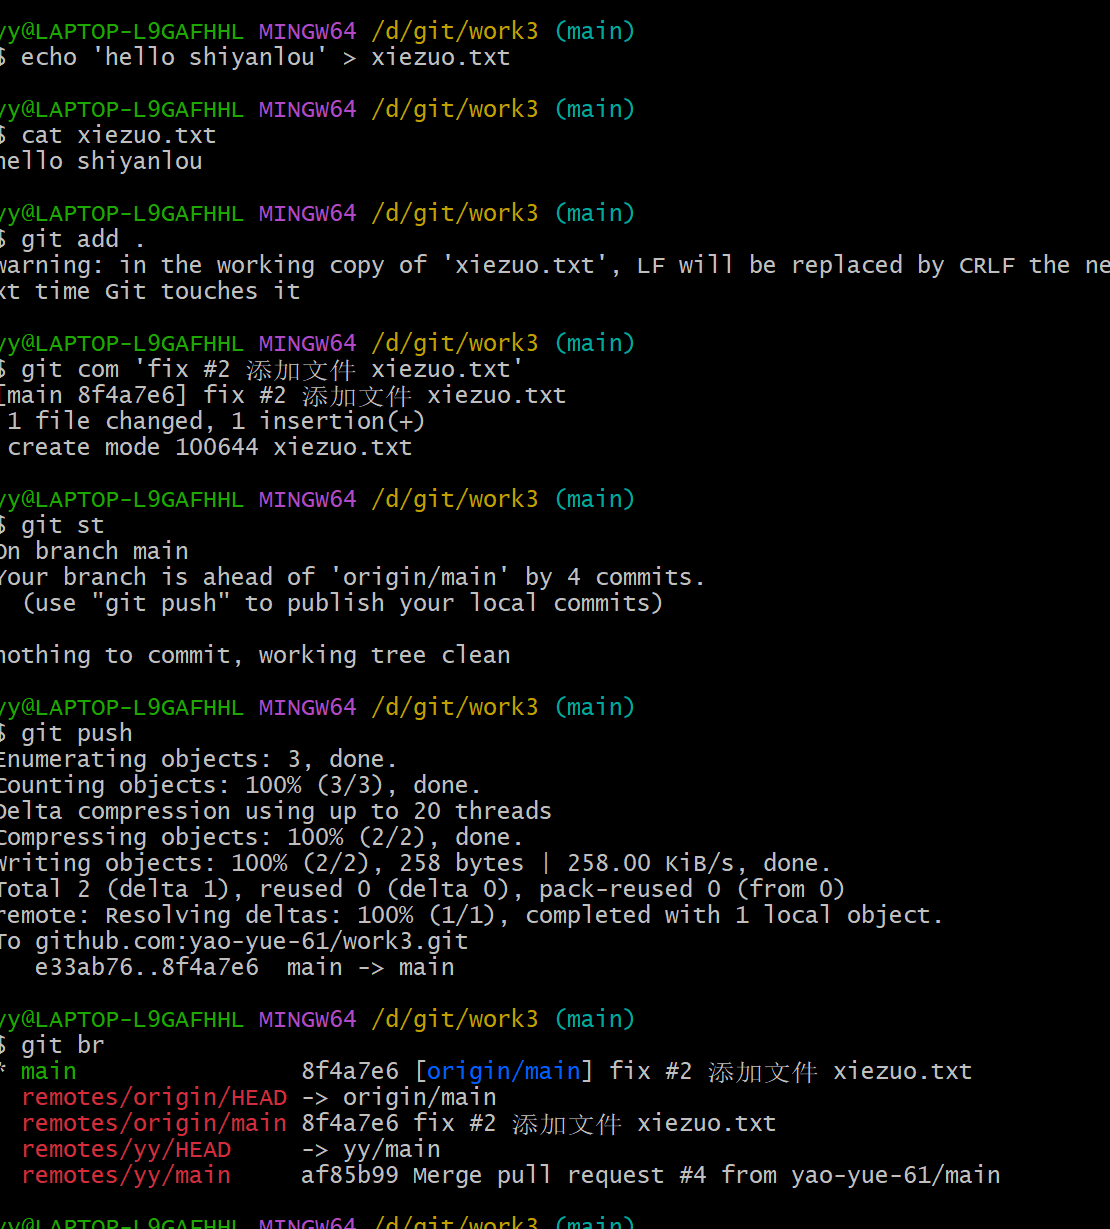 yy@LAPTOP-L9GAFHHL MINGW64 /d/git/work3 (main)
$ echo 'hello shiyanlou' > xiezuo.txt
yy@LAPTOP-L9GAFHHL MINGW64 /d/git/work3 (main)
$ cat xiezuo.txt
hello shiyanlou
yy@LAPTOP-L9GAFHHL MINGW64 /d/git/work3 (main)
$ git add .
warning: in the working copy of 'xiezuo.txt', LF will be replaced by CRLF the ne
xt time Git touches it
yy@LAPTOP-L9GAFHHL MINGW64 /d/git/work3 (main)
$ git com 'fix #2 添加文件 xiezuo.txt'
[main 8f4a7e6] fix #2 添加文件 xiezuo.txt
1 file changed, 1 insertion(+)
create mode 100644 xiezuo.txt
yy@LAPTOP-L9GAFHHL MINGW64 /d/git/work3 (main)
$ git st
On branch main
Your branch is ahead of 'origin/main' by 4 commits.
(use "git push" to publish your local commits)
nothing to commit, working tree clean
yy@LAPTOP-L9GAFHHL MINGW64 /d/git/work3 (main)
$ git push
Enumerating objects: 3, done.
Counting objects: 100% (3/3), done.
Delta compression using up to 20 threads
Compressing objects: 100% (2/2), done.
Writing objects: 100% (2/2), 258 bytes | 258.00 KiB/s, done.
Total 2 (delta 1), reused 0 (delta 0), pack-reused 0 (from 0)
remote: Resolving deltas: 100% (1/1), completed with 1 local object.
To github.com:yao-yue-61/work3.git
e33ab76..8f4a7e6  main -> main
yy@LAPTOP-L9GAFHHL MINGW64 /d/git/work3 (main)
$ git br
* main                8f4a7e6 [origin/main] fix #2 添加文件 xiezuo.txt
remotes/origin/HEAD -> origin/main
remotes/origin/main 8f4a7e6 fix #2 添加文件 xiezuo.txt
remotes/yy/HEAD     -> yy/main
remotes/yy/main     af85b99 Merge pull request #4 from yao-yue-61/main
yy@LAPTOP-L9GAFHHL MINGW64 /d/git/work3 (main)